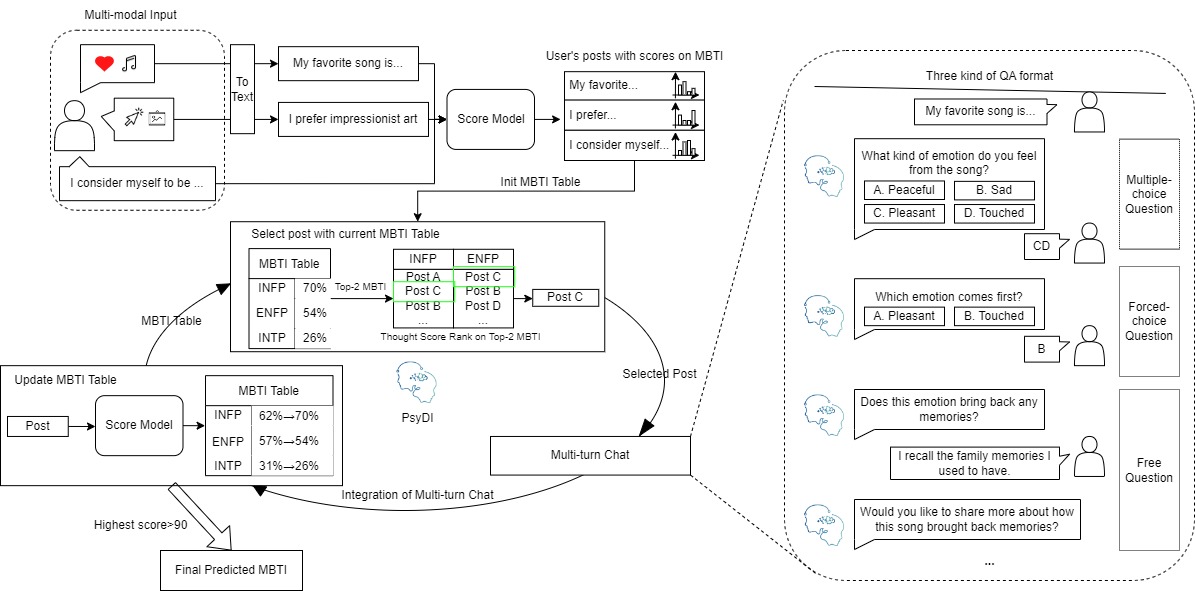 Multi-modal Input
To
Text
My favorite song is...
I prefer impressionist art
I consider myself to be ...
Score Model
User's posts with scores on MBTI
My favorite...
I prefer...
I consider myself...
Init MBTI Table
Select post with current MBTI Table
MBTI Table
INFP 70%
ENFP 54%
INTP 26%
Top-2 MBTI
INFP ENFP
Post A Post C
Post C Post B
Post B Post D
... ...
Thought Score Rank on Top-2 MBTI
Post C
MBTI Table
Selected Post
PsyDI
Update MBTI Table
Post
Score Model
MBTI Table
INFP 62%→70%
ENFP 57%→54%
INTP 31%→26%
Multi-turn Chat
Integration of Multi-turn Chat
Highest score>90
Final Predicted MBTI
Three kind of QA format
My favorite song is...
What kind of emotion do you feel
from the song?
A. Peaceful B. Sad
C. Pleasant D. Touched
CD
Multiple-
choice
Question
Which emotion comes first?
A. Pleasant B. Touched
B
Forced-
choice
Question
Does this emotion bring back any
memories?
I recall the family memories I
used to have.
Would you like to share more about how
this song brought back memories?
Free
Question
...